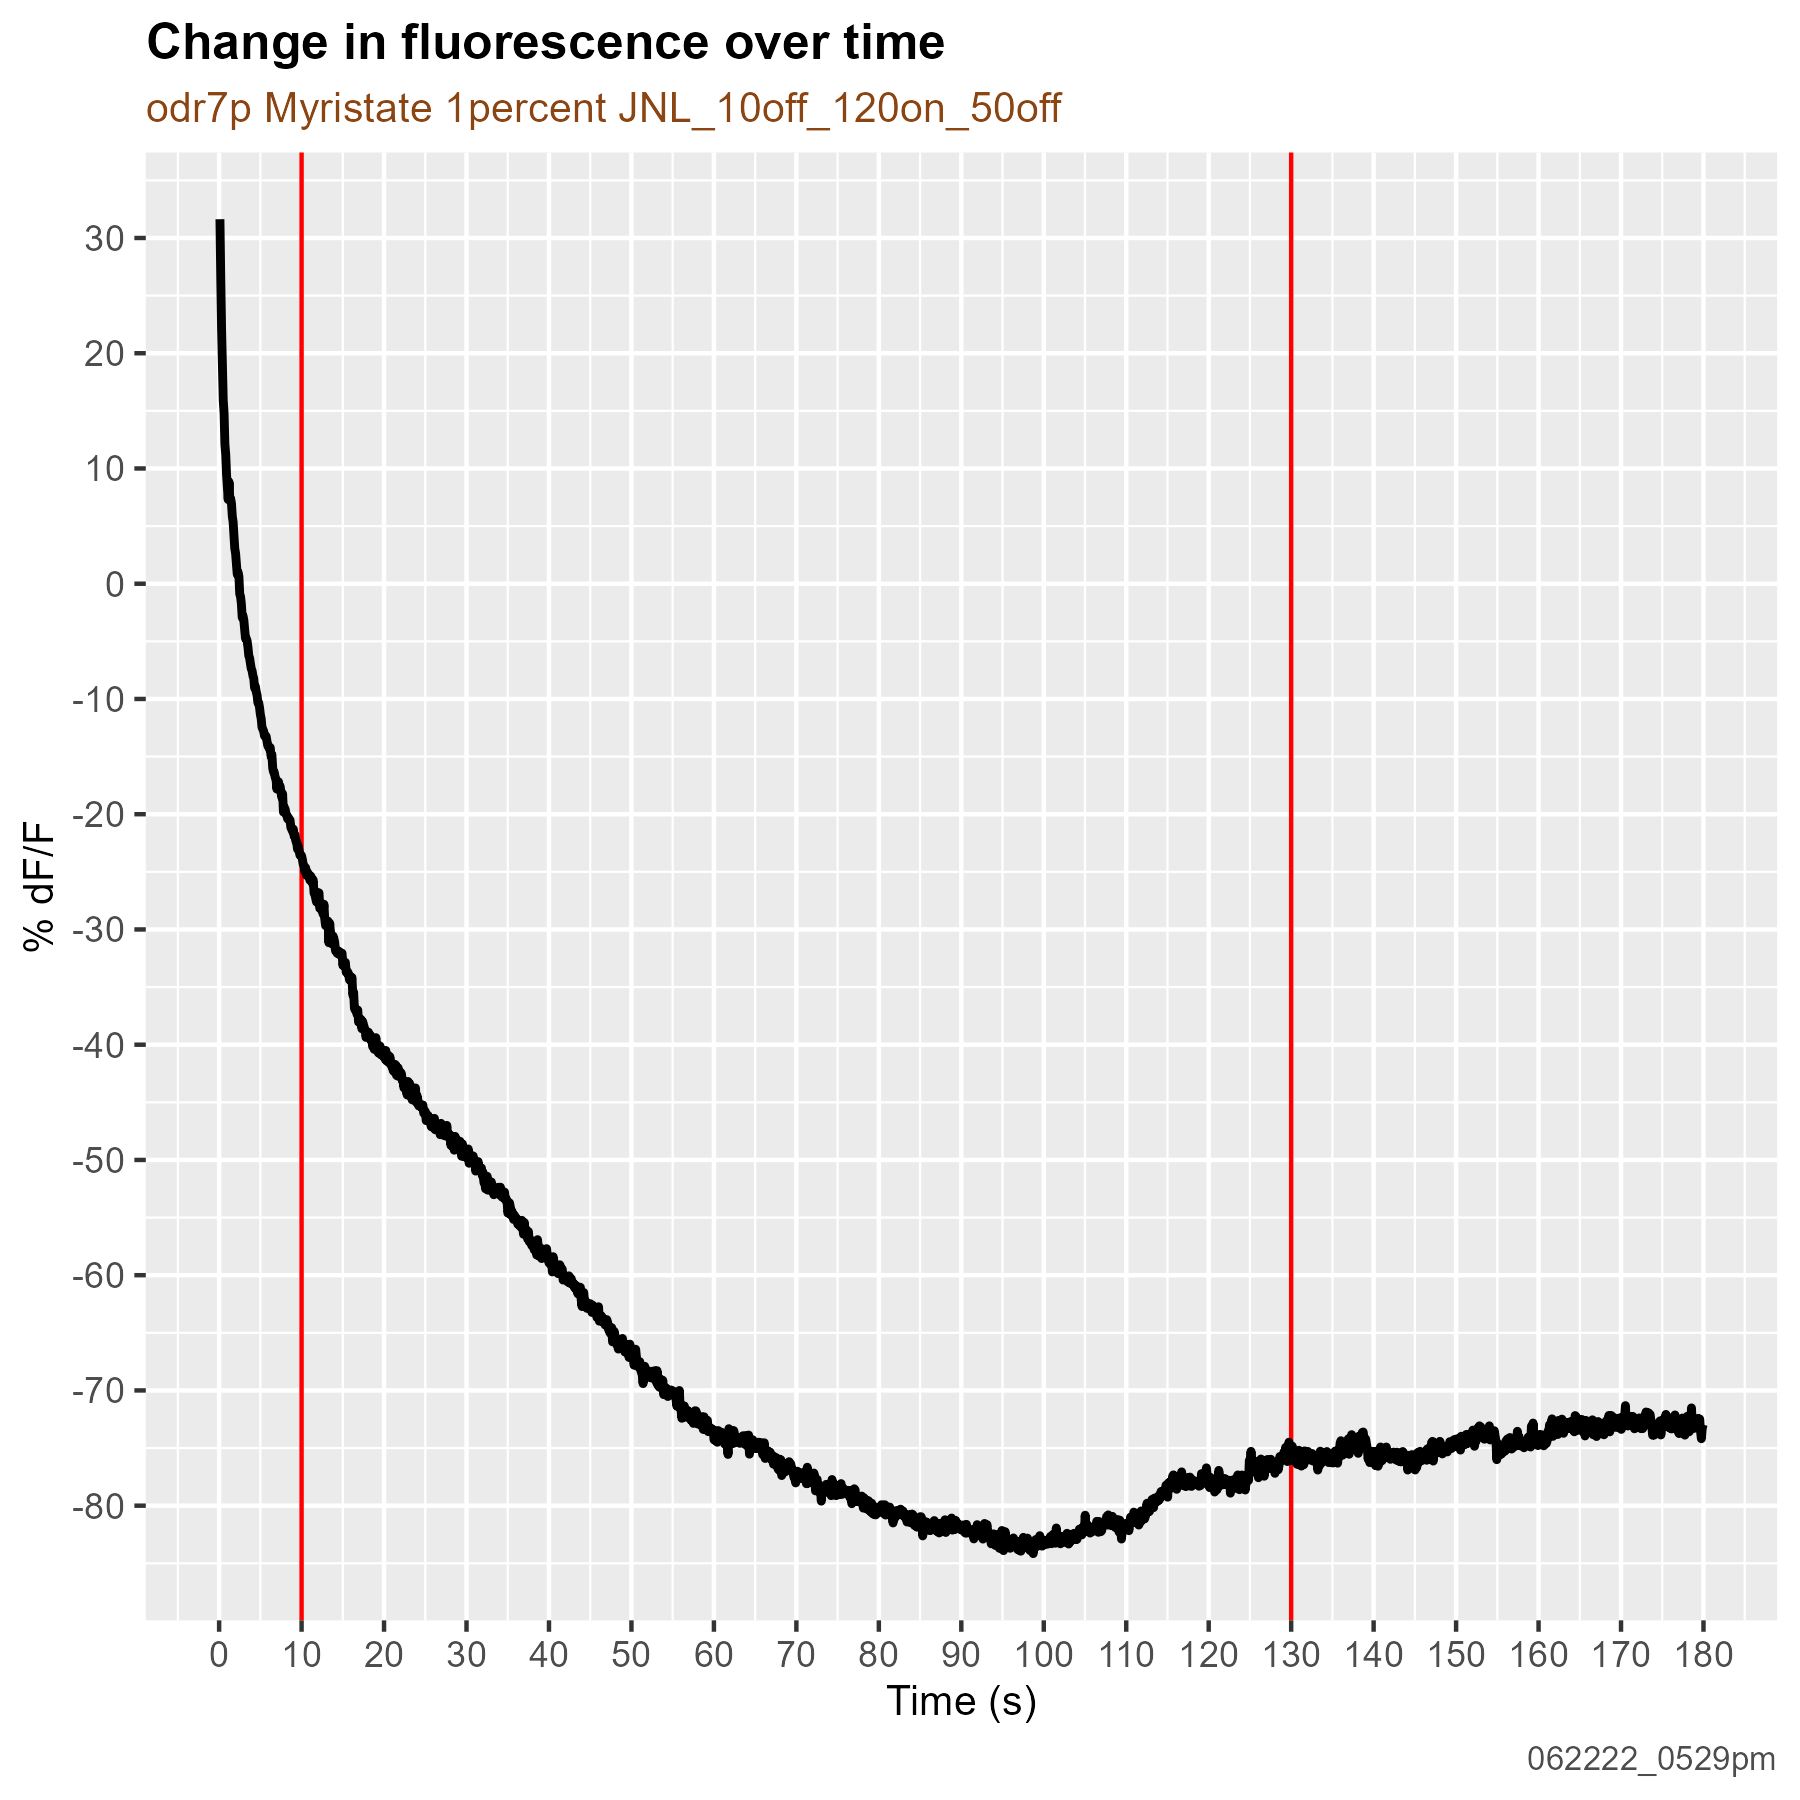 Change in fluorescence over time
odr7p Myristate 1percent JNL_10off_120on_50off
30
20
10
0
-10
-20
-30
-40
-50
-60
-70
-80
% dF/F
0 10 20 30 40 50 60 70 80 90 100 110 120 130 140 150 160 170 180
Time (s)
062222_0529pm